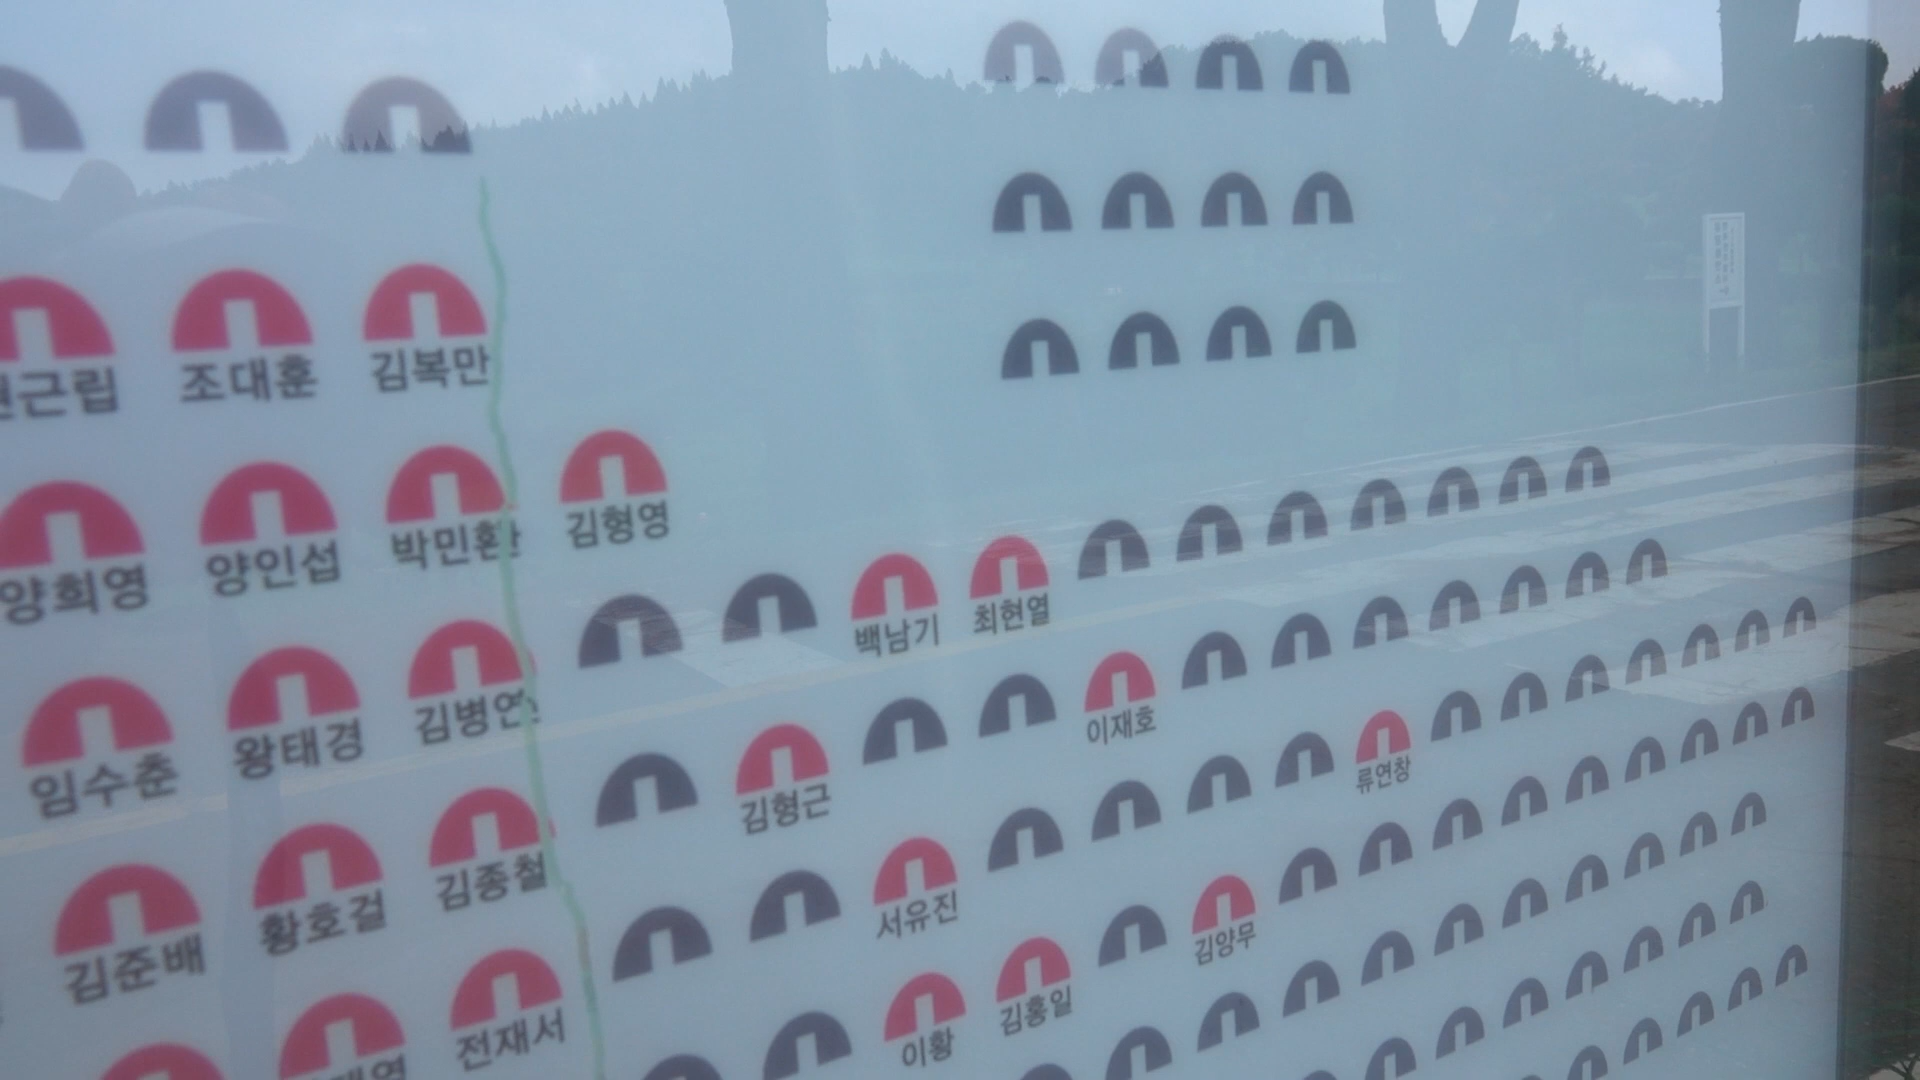 근립 조대훈 김복만
양희영 양인섭 박민환 김형영
백남기 최현열
임수춘 왕태경 김병연
김형근 이재호
김준배 황호걸 김종철
서유진 류연창
전재서
이황 김홍일 김양무